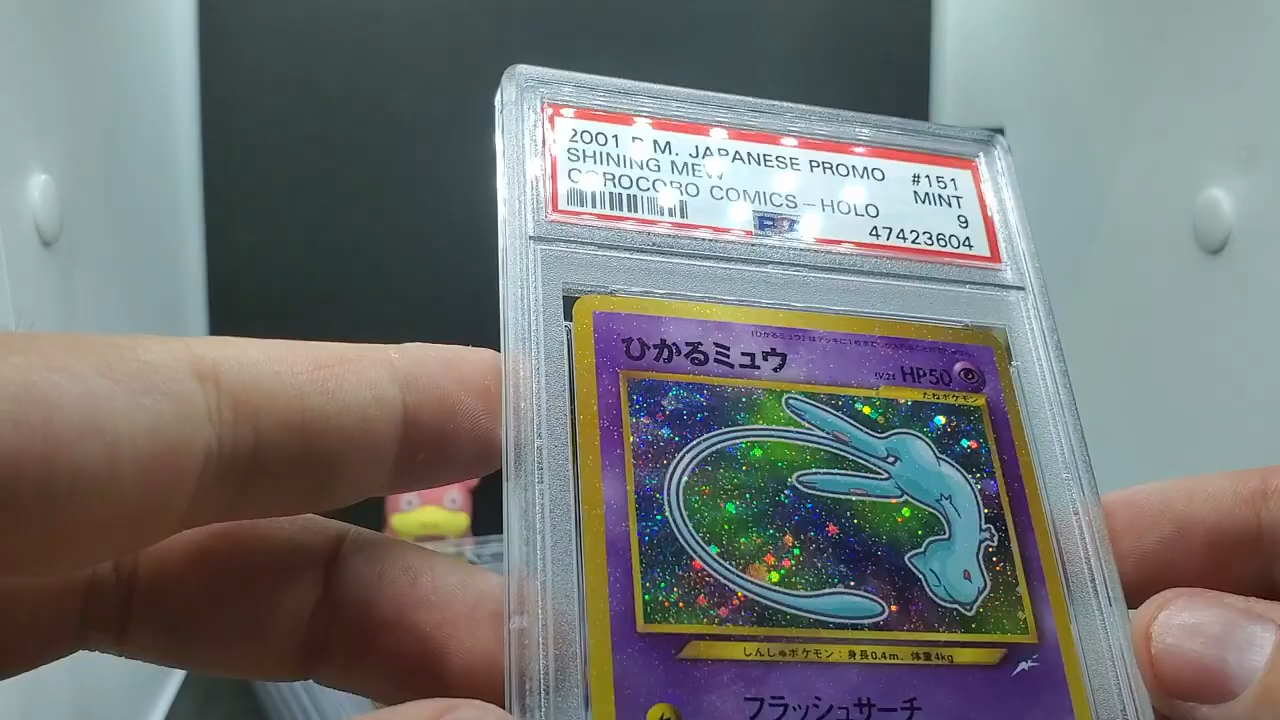 2001 P.M. JAPANESE PROMO #151
SHINING MEW MINT
COROCORO COMICS-HOLO 9
47423604
ひかるミュウ LV.24 HP50
たねポケモン
しんしゅポケモン：身長0.4m、体重4kg
フラッシュサーチ